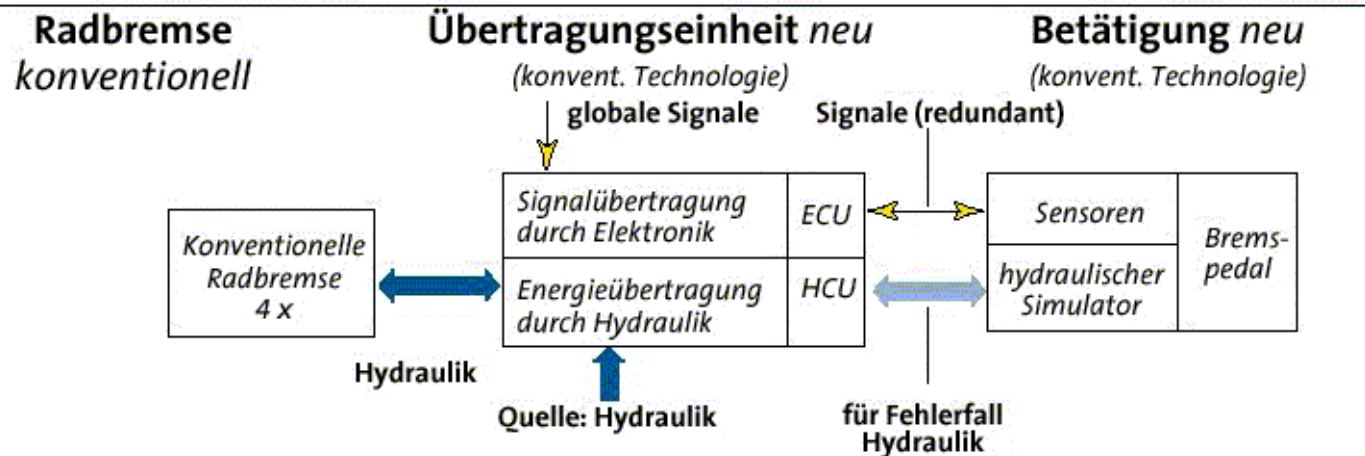 Radbremse
konventionell
Übertragungseinheit neu
(konvent. Technologie)
Betätigung neu
(konvent. Technologie)
globale Signale
Signale (redundant)
Konventionelle
Radbremse
4 x
Signalübertragung
durch Elektronik
ECU
Energieübertragung
durch Hydraulik
HCU
Sensoren
hydraulischer
Simulator
Brems-
pedal
Hydraulik
Quelle: Hydraulik
für Fehlerfall
Hydraulik